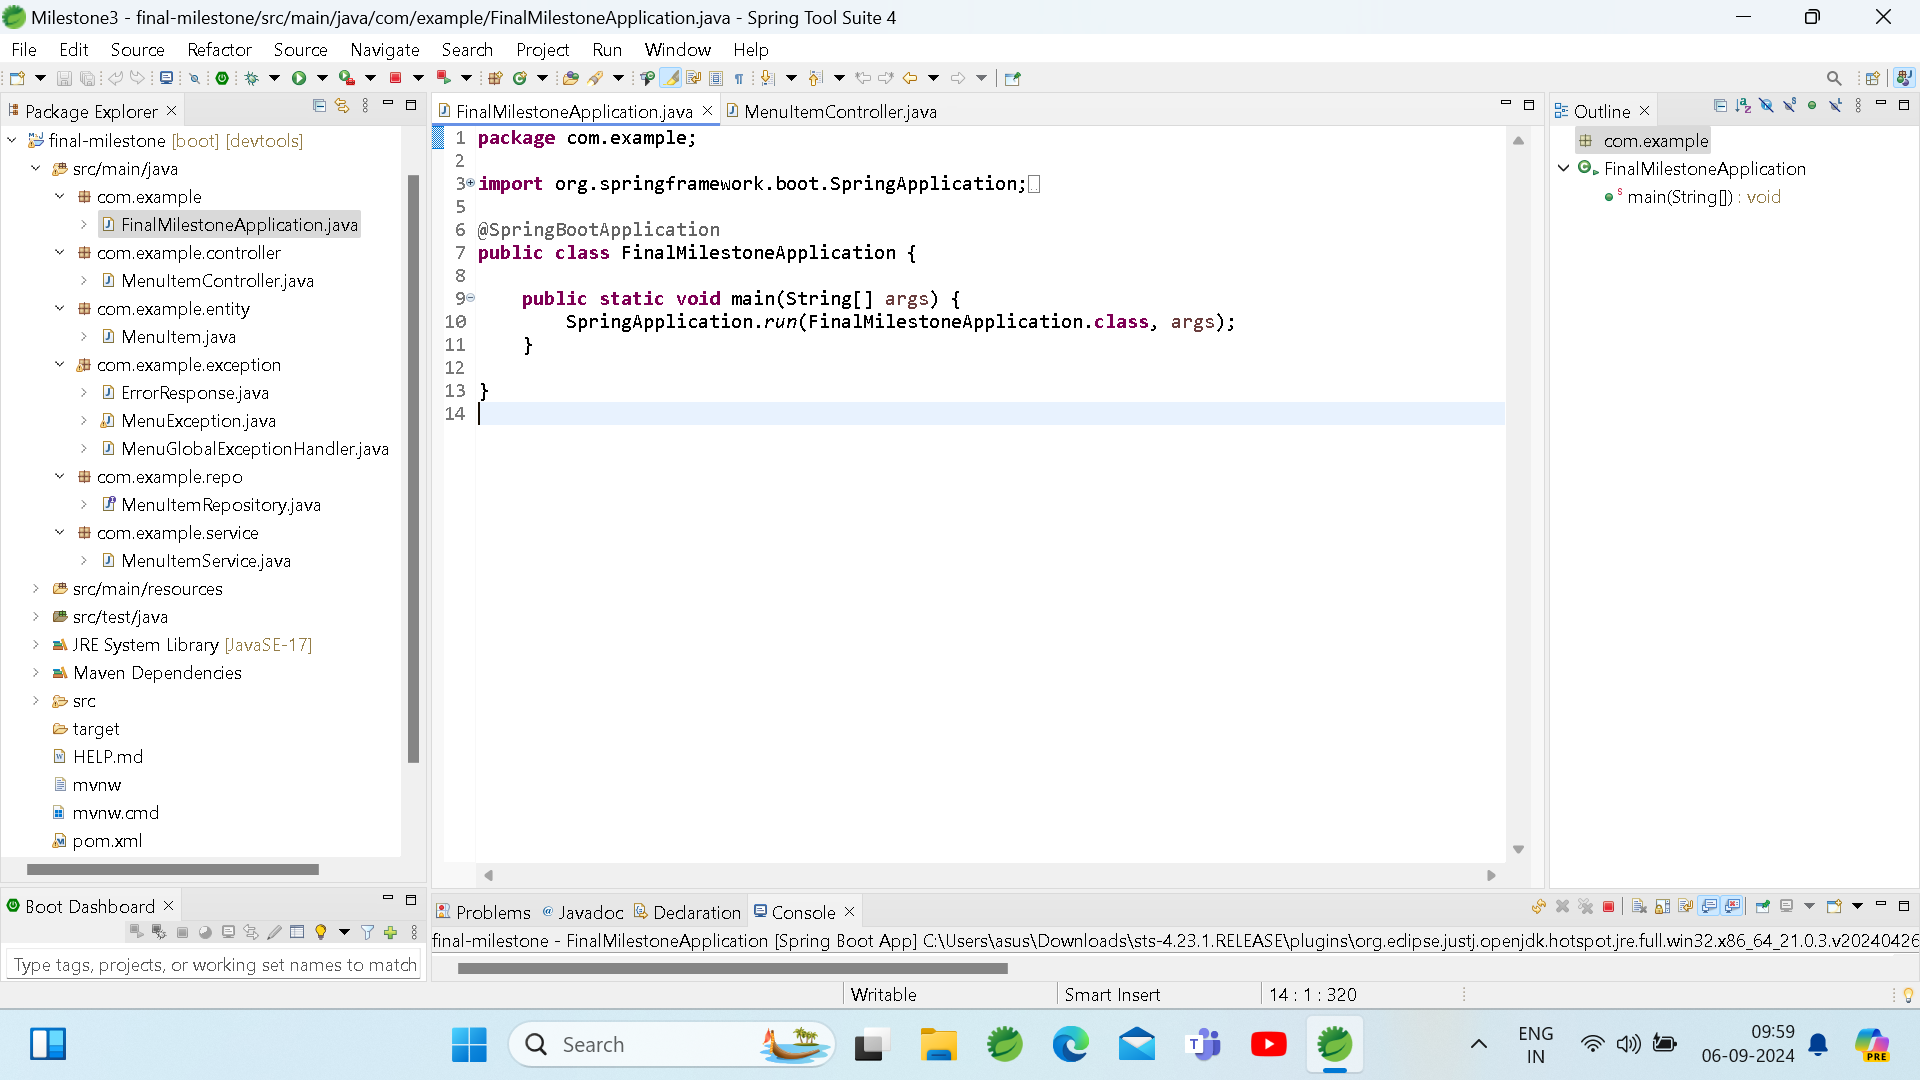 Milestone3 - final-milestone/src/main/java/com/example/FinalMilestoneApplication.java - Spring Tool Suite 4
File Edit Source Refactor Source Navigate Search Project Run Window Help
Package Explorer
final-milestone [boot] [devtools]
src/main/java
com.example
FinalMilestoneApplication.java
com.example.controller
MenuItemController.java
com.example.entity
MenuItem.java
com.example.exception
ErrorResponse.java
MenuException.java
MenuGlobalExceptionHandler.java
com.example.repo
MenuItemRepository.java
com.example.service
MenuItemService.java
src/main/resources
src/test/java
JRE System Library [JavaSE-17]
Maven Dependencies
src
target
HELP.md
mvnw
mvnw.cmd
pom.xml
Boot Dashboard
Type tags, projects, or working set names to match
FinalMilestoneApplication.java MenuItemController.java
1 package com.example;
2
3 import org.springframework.boot.SpringApplication;
5
6 @SpringBootApplication
7 public class FinalMilestoneApplication {
8
9 public static void main(String[] args) {
10 SpringApplication.run(FinalMilestoneApplication.class, args);
11 }
12
13 }
14
Outline
com.example
FinalMilestoneApplication
main(String[]) : void
Problems Javadoc Declaration Console
final-milestone - FinalMilestoneApplication [Spring Boot App] C:\Users\asus\Downloads\sts-4.23.1.RELEASE\plugins\org.eclipse.justj.openjdk.hotspot.jre.full.win32.x86_64_21.0.3.v20240426
Writable Smart Insert 14 : 1 : 320
Search
ENG
IN
09:59
06-09-2024
PRE